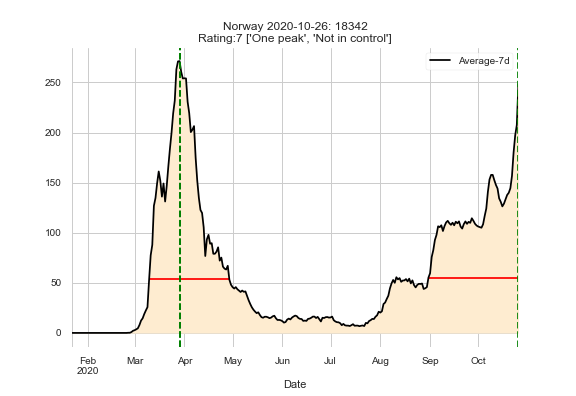 Norway 2020-10-26: 18342
Rating:7 ['One peak', 'Not in control']
Average-7d
250
200
150
100
50
0
Feb Mar Apr May Jun Jul Aug Sep Oct
2020
Date